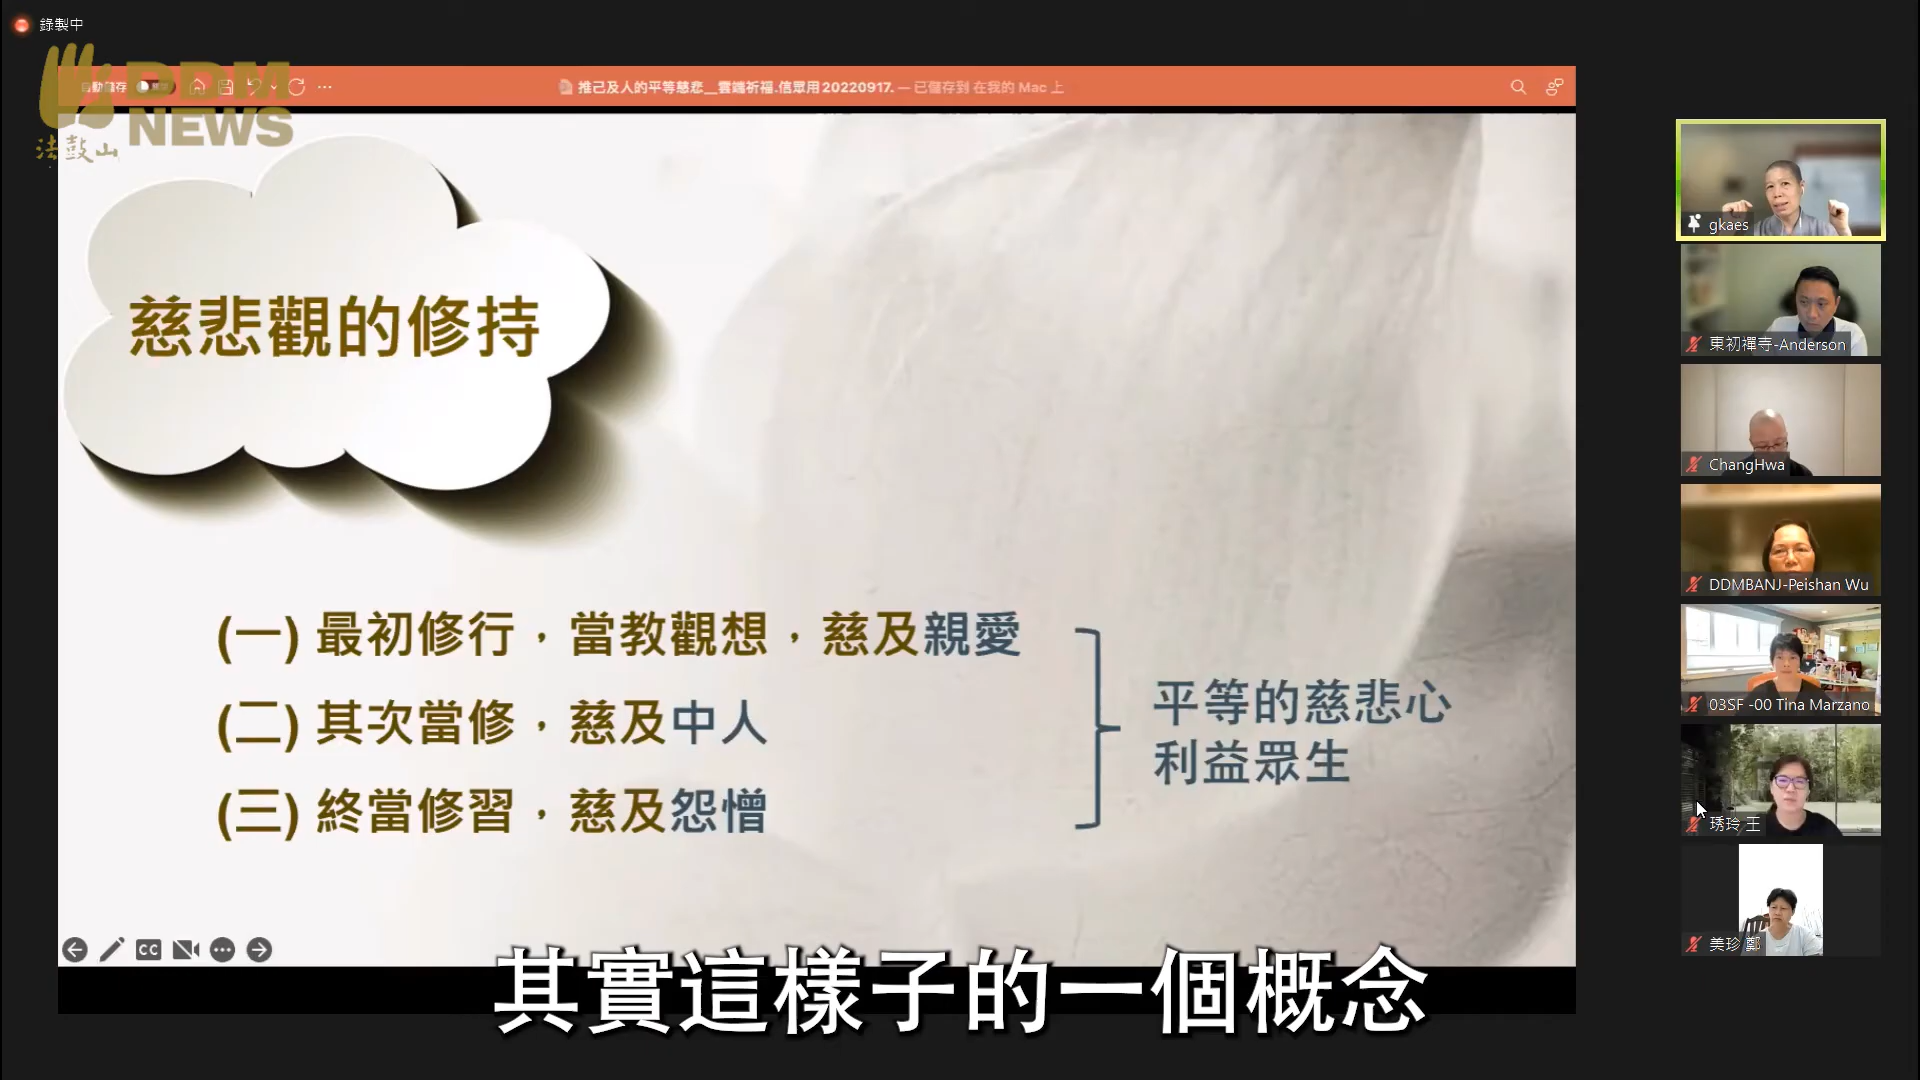 錄製中
DDM
NEWS
法鼓山
推己及人的平等慈悲__雲端祈福.信眾用20220917. — 已儲存到 在我的 Mac 上
慈悲觀的修持
(一) 最初修行，當教觀想，慈及親愛
(二) 其次當修，慈及中人
(三) 終當修習，慈及怨憎
平等的慈悲心
利益眾生
CC
其實這樣子的一個概念
gkaes
東初禪寺-Anderson
ChangHwa
DDMBANJ-Peishan Wu
03SF -00 Tina Marzano
琇玲 王
美珍 鄭